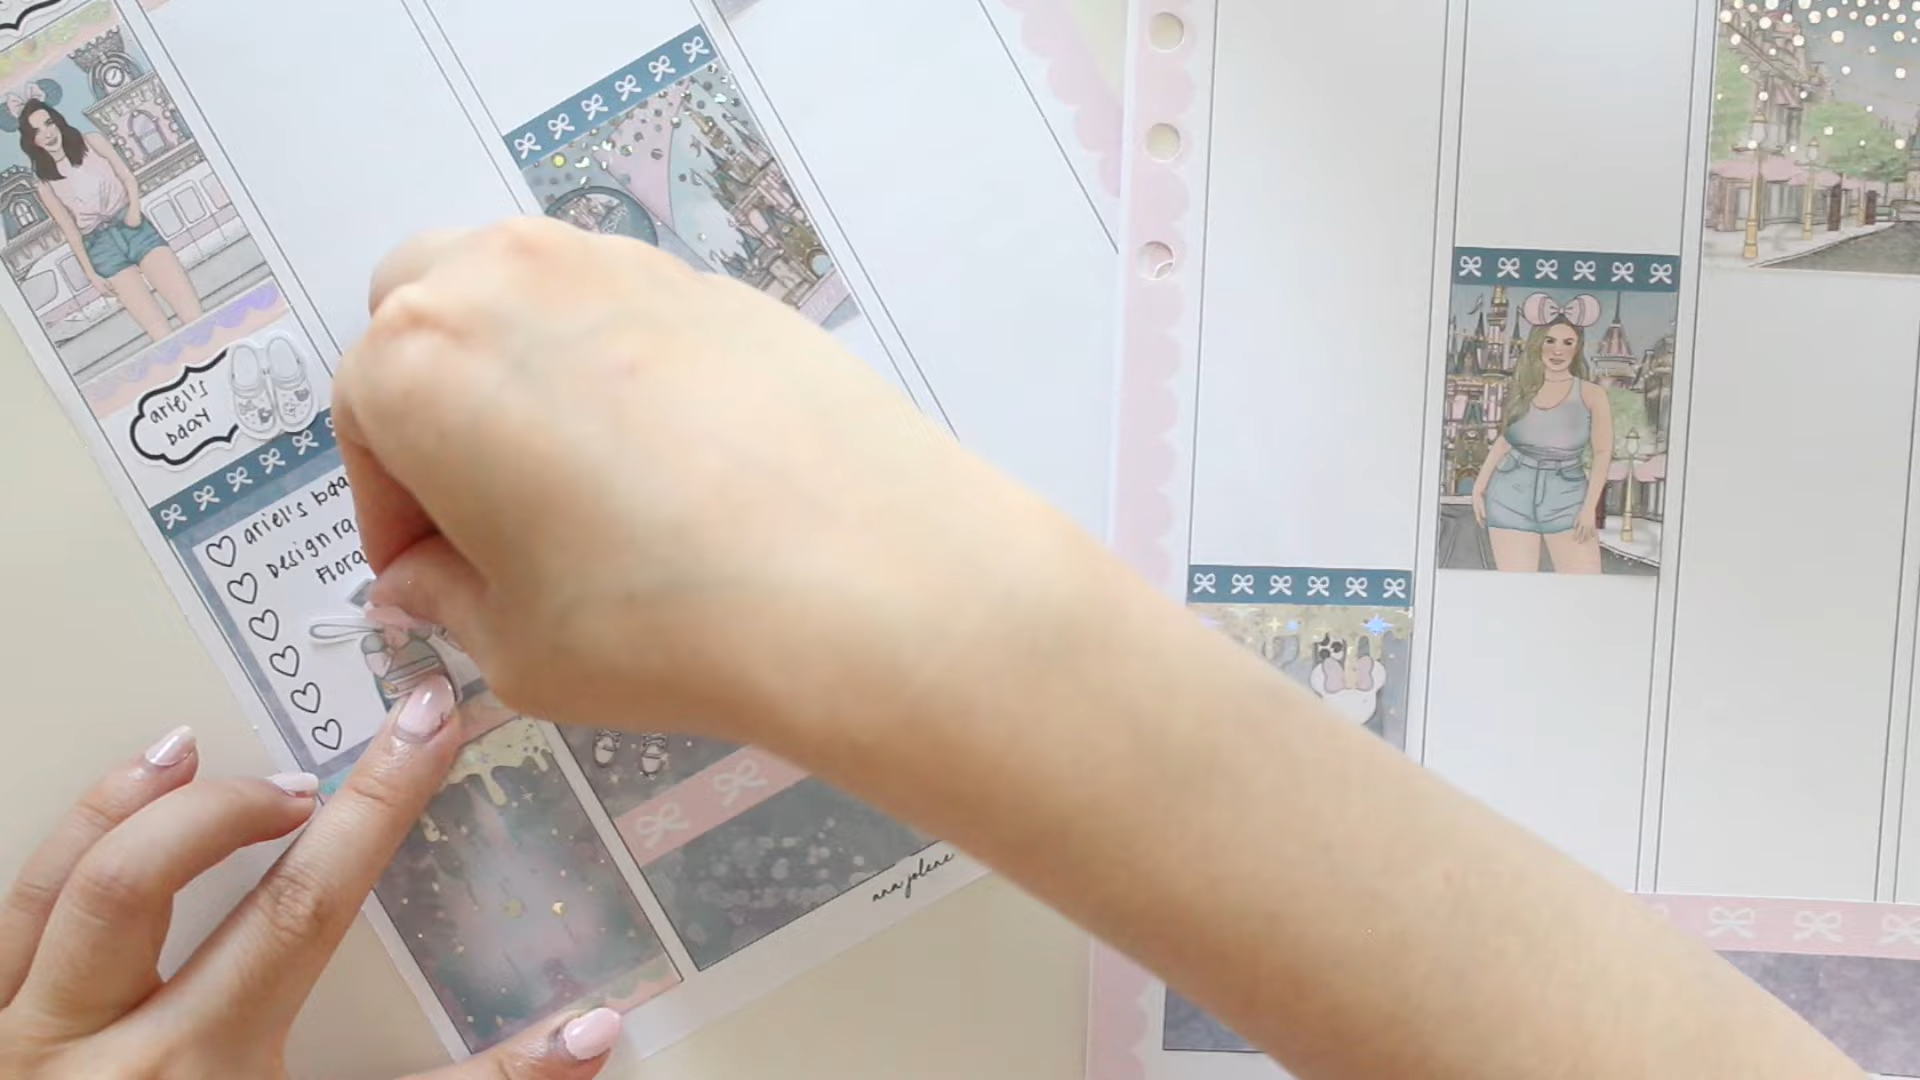 ariel's
bday
ariel's bda
Design ra
Flora
ana jolene